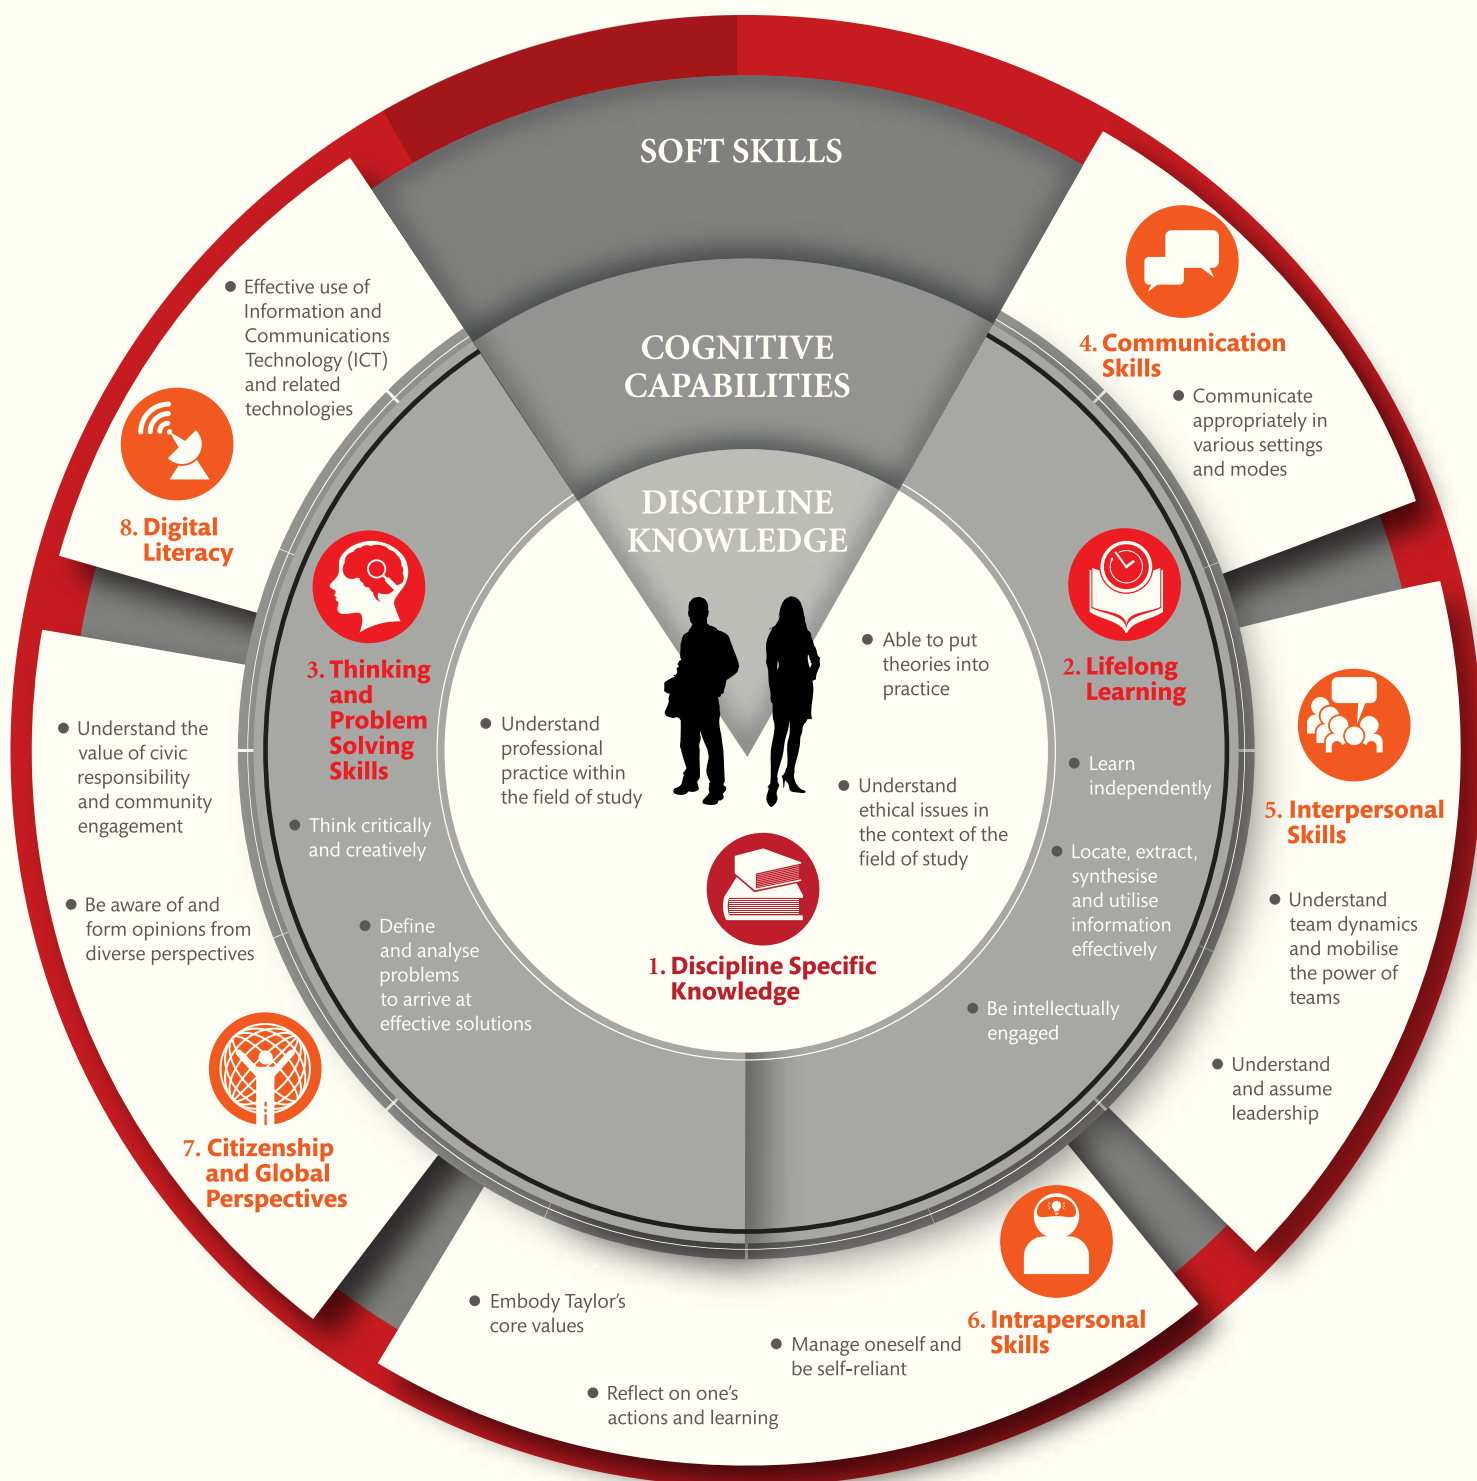 SOFT SKILLS
COGNITIVE
CAPABILITIES
DISCIPLINE
KNOWLEDGE
● Able to put
theories into
practice
● Understand
professional
practice within
the field of study
● Understand
ethical issues in
the context of the
field of study
1. Discipline Specific
Knowledge
2. Lifelong
Learning
● Learn
independently
● Locate, extract,
synthesise
and utilise
information
effectively
● Be intellectually
engaged
3. Thinking
and
Problem
Solving
Skills
● Think critically
and creatively
● Define
and analyse
problems
to arrive at
effective solutions
4. Communication
Skills
● Communicate
appropriately in
various settings
and modes
5. Interpersonal
Skills
● Understand
team dynamics
and mobilise
the power of
teams
● Understand
and assume
leadership
6. Intrapersonal
Skills
● Manage oneself and
be self-reliant
● Reflect on one's
actions and learning
● Embody Taylor's
core values
7. Citizenship
and Global
Perspectives
● Understand the
value of civic
responsibility
and community
engagement
● Be aware of and
form opinions from
diverse perspectives
8. Digital
Literacy
● Effective use of
Information and
Communications
Technology (ICT)
and related
technologies